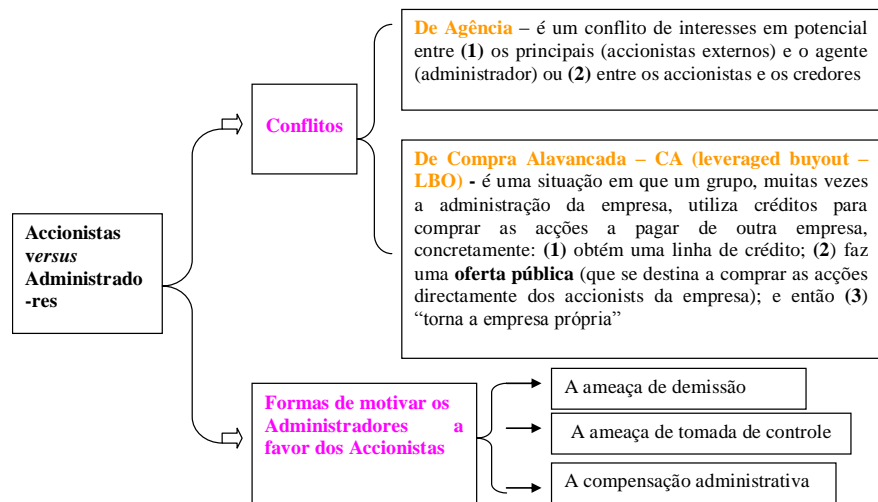 De Agência – é um conflito de interesses em potencial
entre (1) os principais (accionistas externos) e o agente
(administrador) ou (2) entre os accionistas e os credores
Conflitos
De Compra Alavancada – CA (leveraged buyout –
LBO) - é uma situação em que um grupo, muitas vezes
a administração da empresa, utiliza créditos para
comprar as acções a pagar de outra empresa,
concretamente: (1) obtém uma linha de crédito; (2) faz
uma oferta pública (que se destina a comprar as acções
directamente dos accionists da empresa); e então (3)
“torna a empresa própria”
Accionistas
versus
Administrado
-res
Formas de motivar os
Administradores a
favor dos Accionistas
A ameaça de demissão
A ameaça de tomada de controle
A compensação administrativa